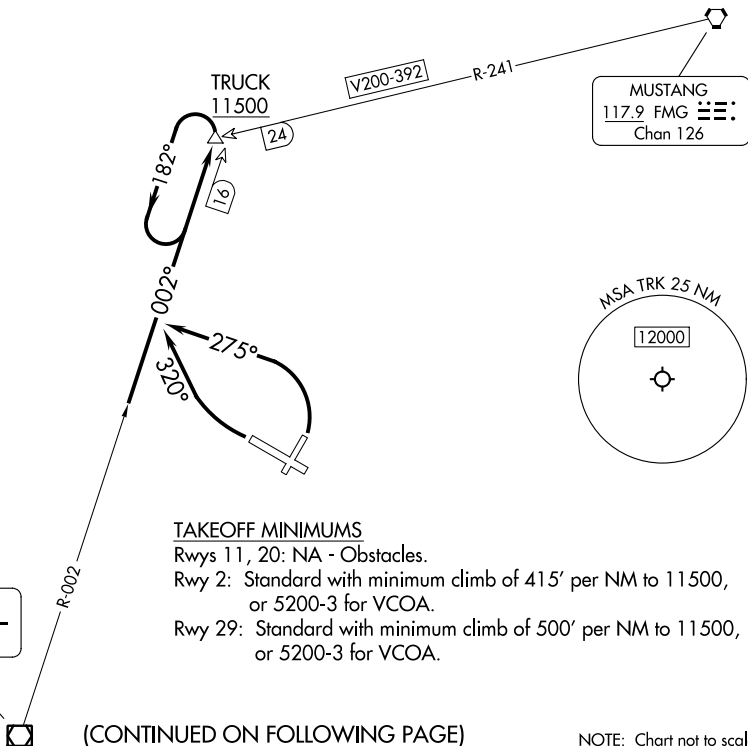 TRUCK
11500
V200-392
R-241
24
MUSTANG
117.9 FMG
Chan 126
182°
16
002°
275°
320°
MSA TRK 25 NM
12000
R-002
TAKEOFF MINIMUMS
Rwys 11, 20: NA - Obstacles.
Rwy 2: Standard with minimum climb of 415' per NM to 11500,
or 5200-3 for VCOA.
Rwy 29: Standard with minimum climb of 500' per NM to 11500,
or 5200-3 for VCOA.
(CONTINUED ON FOLLOWING PAGE)
NOTE: Chart not to scal